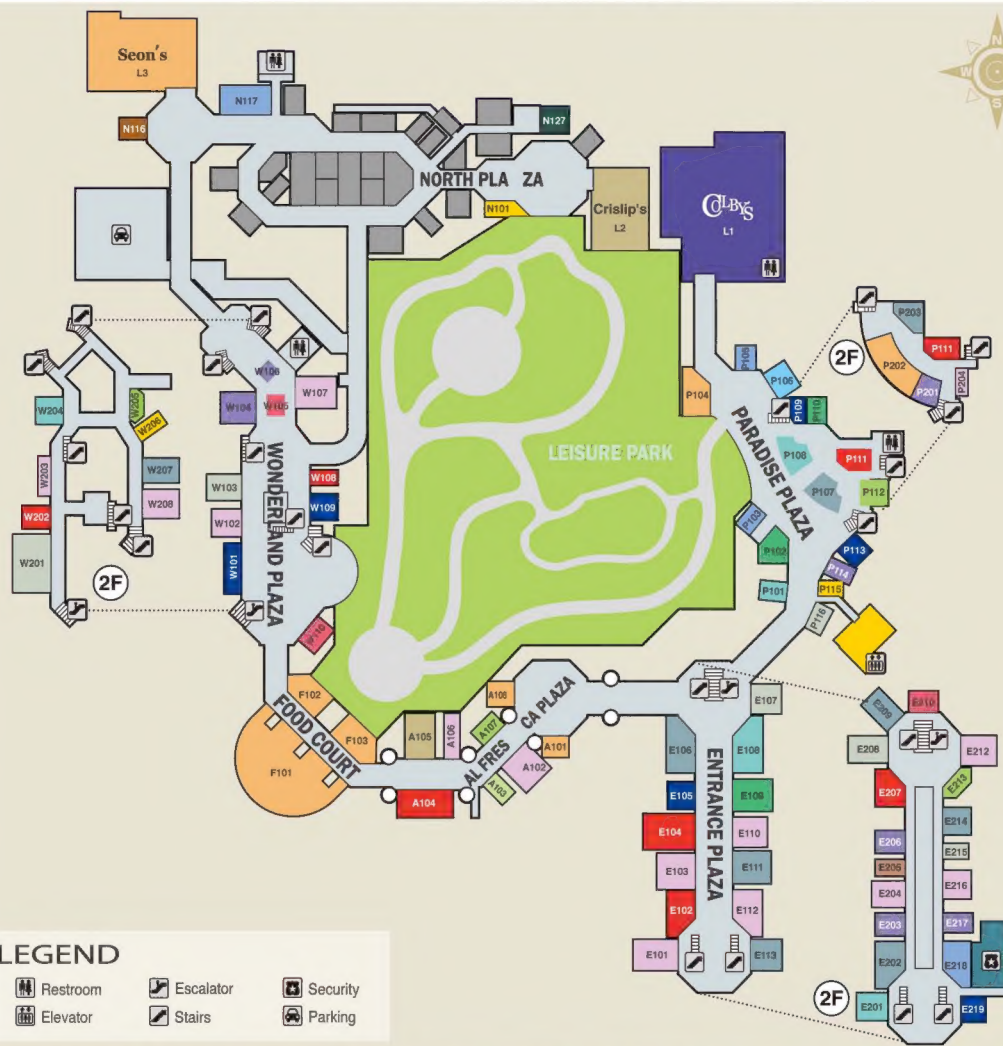 N
W
S
Seon's
L3
N117
N116
N127
NORTH PLA ZA
N101
Crislip's
L2
COLBYS
L1
P203
2F
P111
P202
P204
P201
P105
P106
P104
P109
P110
PARADISE PLAZA
P108
P111
P107
P112
P103
P102
P113
P114
P101
P115
P116
LEISURE PARK
W106
W107
W104
W105
W204
W205
W206
W203
W207
W208
W202
W201
2F
WONDERLAND PLAZA
W103
W108
W109
W102
W101
W110
F102
FOOD COURT
F103
F101
A105
A106
A108
A107
AL FRES CA PLAZA
A101
A102
A103
A104
E107
E106
E108
ENTRANCE PLAZA
E105
E109
E104
E110
E103
E111
E102
E112
E101
E113
E209
E210
E208
E212
E207
E213
E214
E206
E215
E205
E204
E216
E203
E217
E202
E218
2F
E201
E219
LEGEND
Restroom
Escalator
Security
Elevator
Stairs
Parking